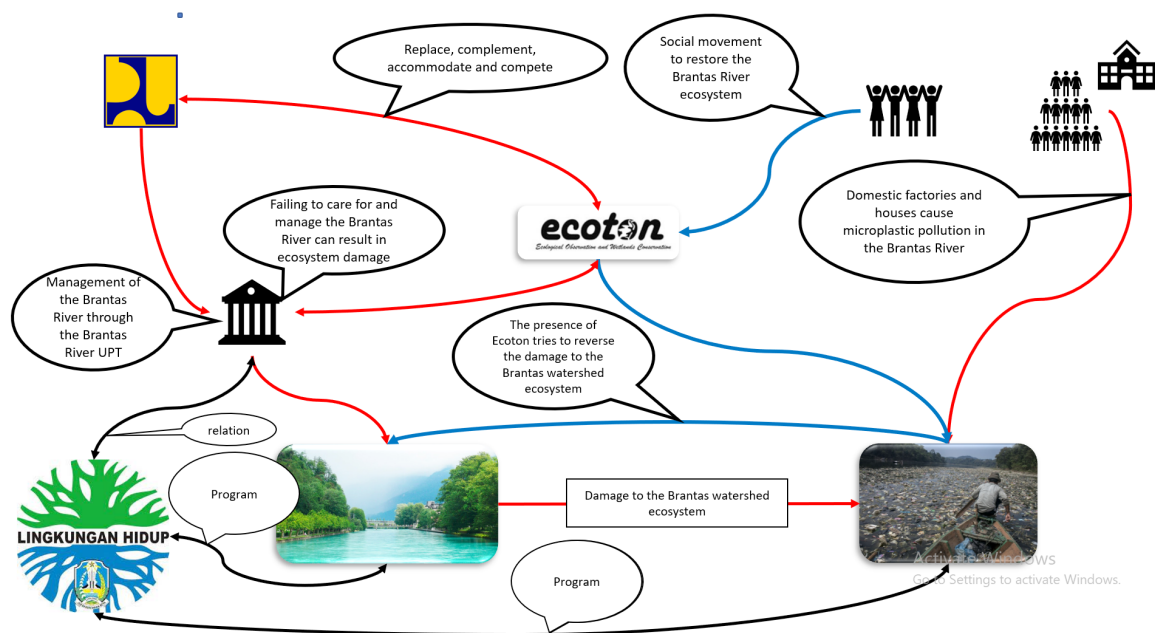 Replace, complement,
accommodate and compete
Social movement
to restore the
Brantas River
ecosystem
Domestic factories and
houses cause
microplastic pollution in
the Brantas River
Failing to care for and
manage the Brantas
River can result in
ecosystem damage
ecoton
Ecological Observation and Wetlands Conservation
Management of
the Brantas
River through
the Brantas
River UPT
The presence of
Ecoton tries to reverse
the damage to the
Brantas watershed
ecosystem
relation
Program
LINGKUNGAN HIDUP
Damage to the Brantas watershed
ecosystem
Program
Activate Windows
Go to Settings to activate Windows.